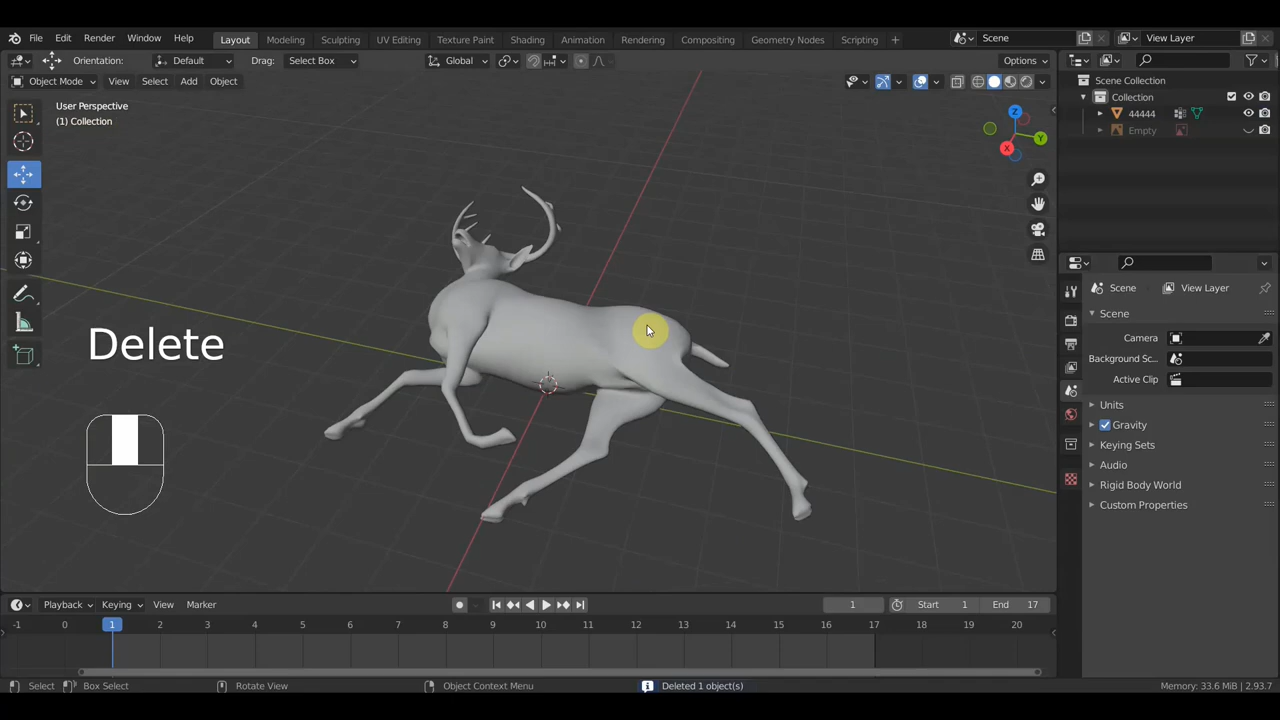 File Edit Render Window Help Layout Modeling Sculpting UV Editing Texture Paint Shading Animation Rendering Compositing Geometry Nodes Scripting + Scene View Layer
Orientation: Default Drag: Select Box Global Options
Object Mode View Select Add Object
User Perspective
(1) Collection
Z
Y
X
Scene Collection
Collection
44444
Empty
Scene View Layer
Scene
Camera
Background Sc...
Active Clip
Units
Gravity
Keying Sets
Audio
Rigid Body World
Custom Properties
Delete
Playback Keying View Marker 1 Start 1 End 17
-1 0 1 2 3 4 5 6 7 8 9 10 11 12 13 14 15 16 17 18 19 20
Select Box Select Rotate View Object Context Menu Deleted 1 object(s) Memory: 33.6 MiB | 2.93.7